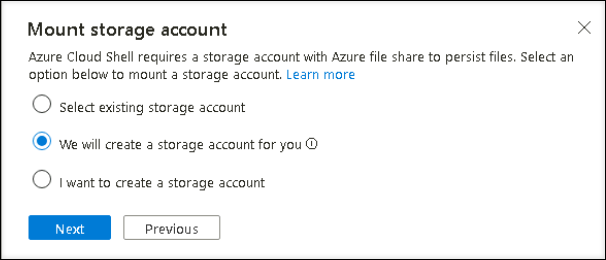 Mount storage account
Azure Cloud Shell requires a storage account with Azure file share to persist files. Select an
option below to mount a storage account. Learn more
Select existing storage account
We will create a storage account for you
I want to create a storage account
Next
Previous